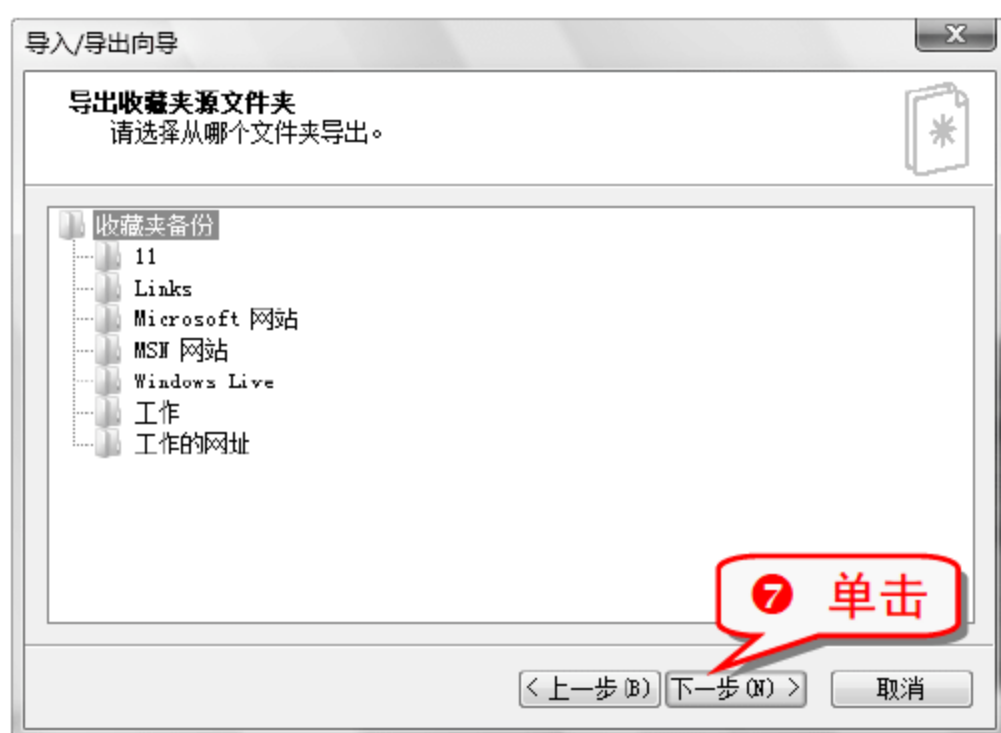 导入/导出向导
导出收藏夹源文件夹
请选择从哪个文件夹导出。
收藏夹备份
11
Links
Microsoft 网站
MSN 网站
Windows Live
工作
工作的网址
❼ 单击
< 上一步(B) 下一步(N) > 取消